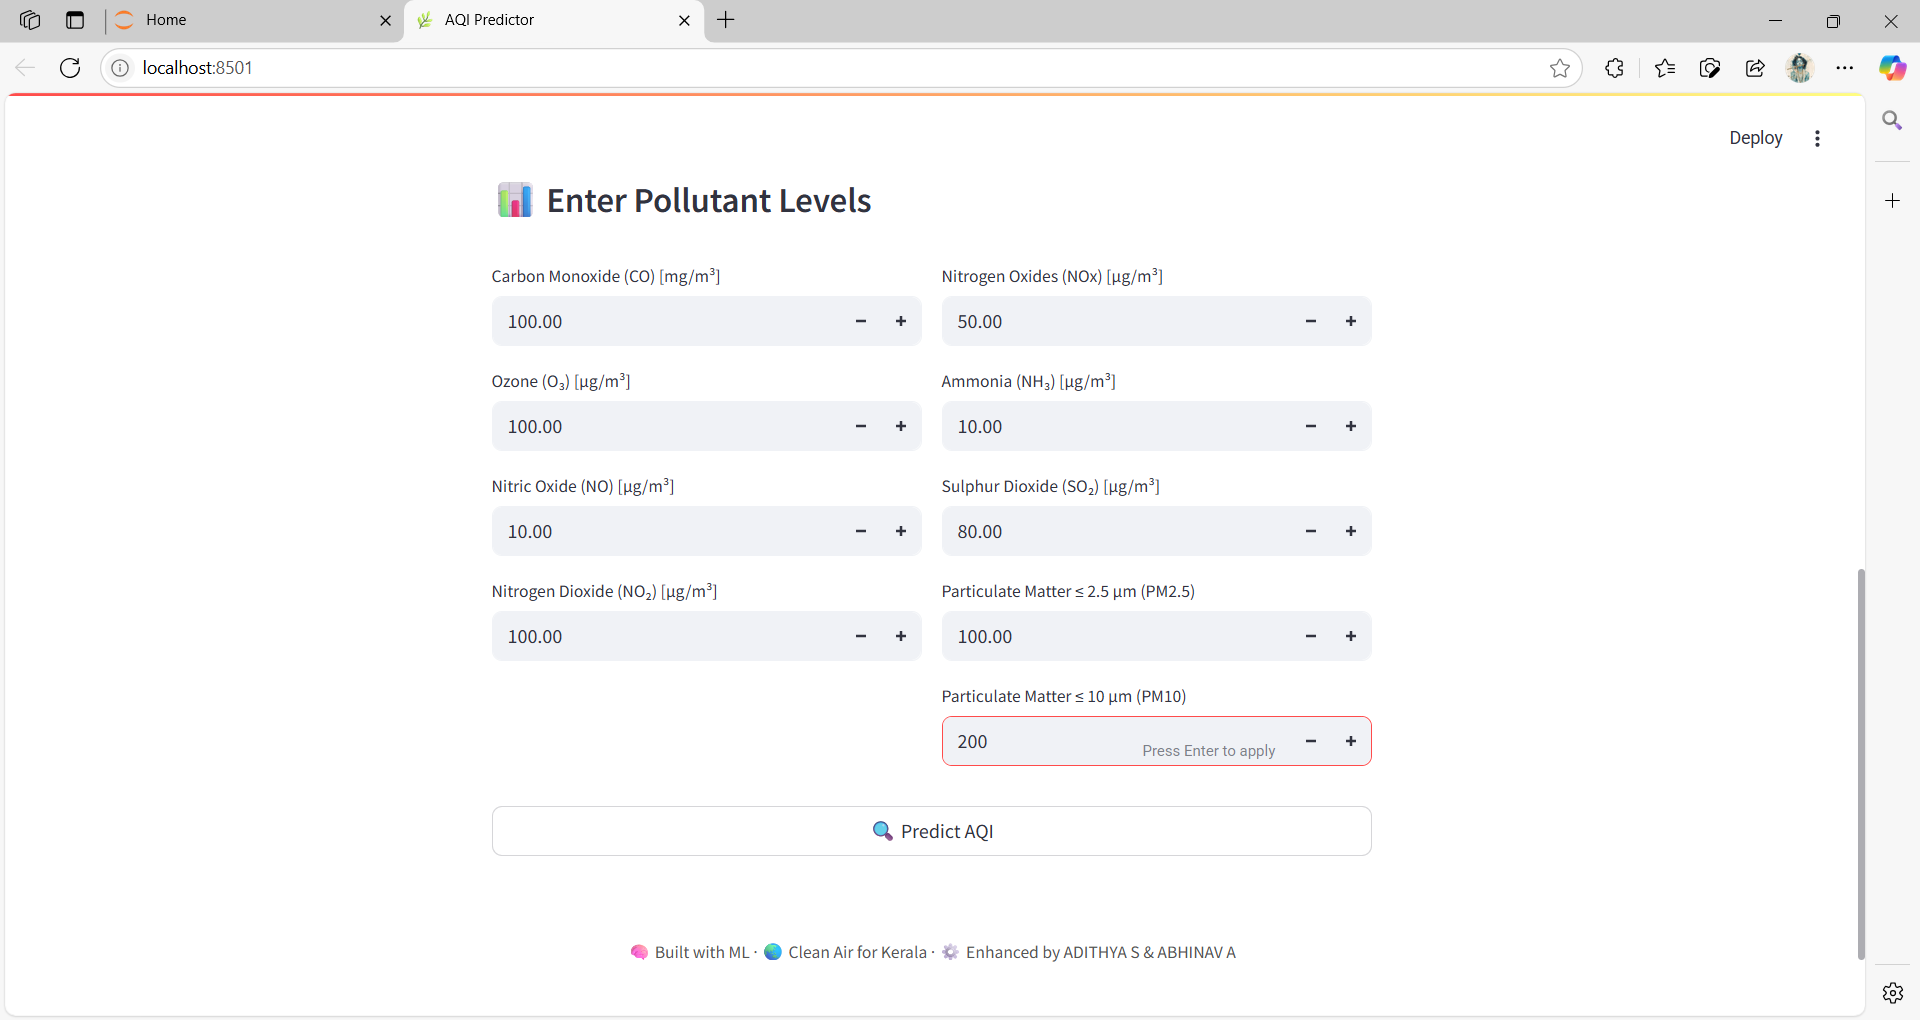 Home
AQI Predictor
localhost:8501
Deploy
Enter Pollutant Levels
Carbon Monoxide (CO) [mg/m³]
100.00
Nitrogen Oxides (NOx) [µg/m³]
50.00
Ozone (O₃) [µg/m³]
100.00
Ammonia (NH₃) [µg/m³]
10.00
Nitric Oxide (NO) [µg/m³]
10.00
Sulphur Dioxide (SO₂) [µg/m³]
80.00
Nitrogen Dioxide (NO₂) [µg/m³]
100.00
Particulate Matter ≤ 2.5 µm (PM2.5)
100.00
Particulate Matter ≤ 10 µm (PM10)
200
Press Enter to apply
Predict AQI
Built with ML · Clean Air for Kerala · Enhanced by ADITHYA S & ABHINAV A